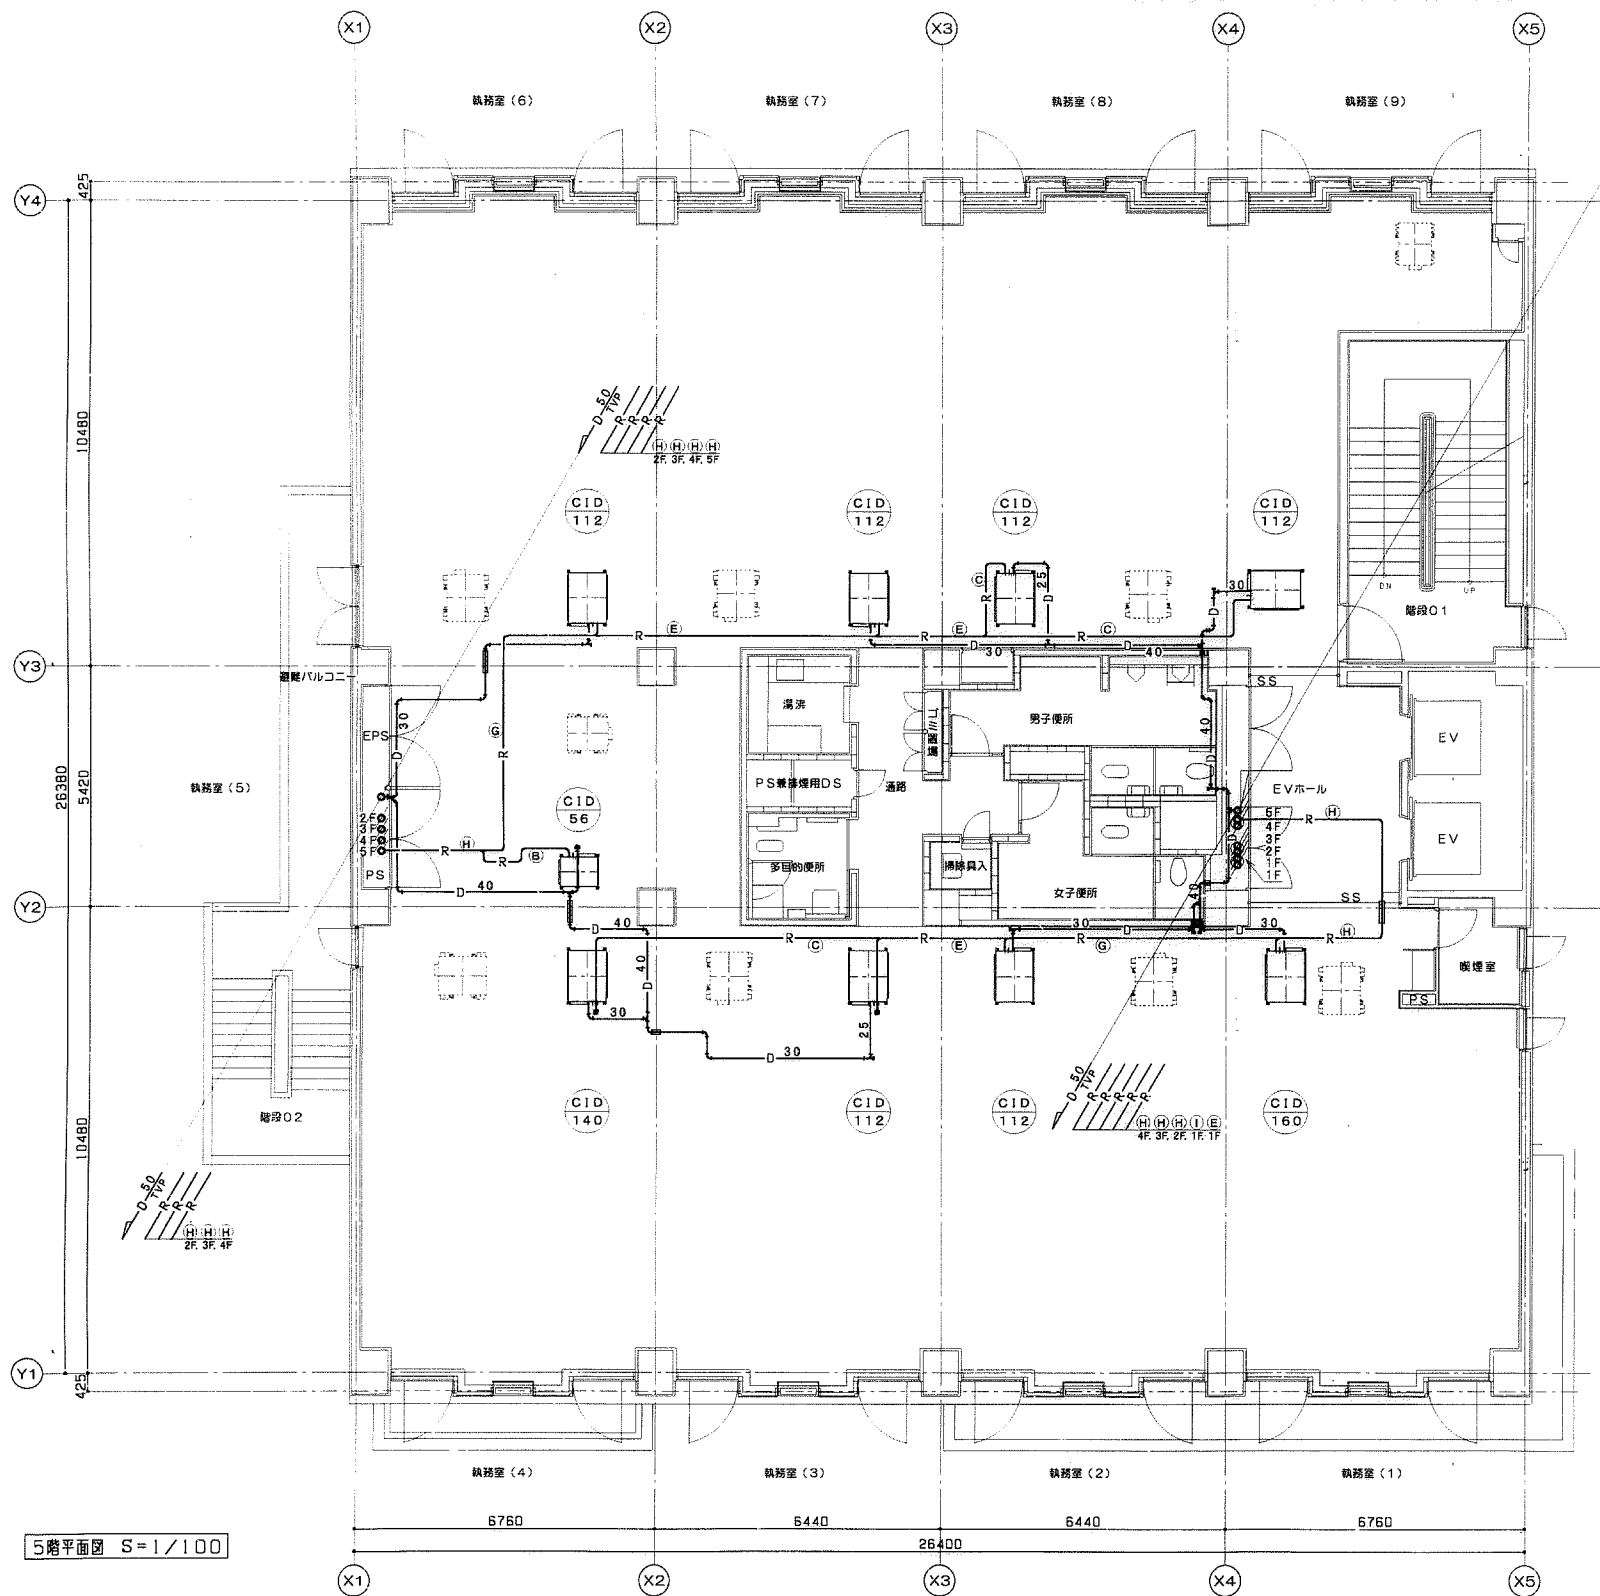 X1 X2 X3 X4 X5
執務室(6) 執務室(7) 執務室(8) 執務室(9)
425
Y4
10480
D-50
TVP
R R R R
H H H H
2F. 3F. 4F. 5F
CID
112
CID
112
CID
112
CID
112
C
R
25
D
30
D
DN
UP
階段01
R E R E R C
D 30 D 40
Y3
避難バルコニー
SS
湯沸
男子便所
30
D
EPS
G
R
40
D
EV
26380
5420
執務室(5)
PS兼排煙用DS
通路
EVホール
CID
56
2F
3F
4F
5F
R H
R B
PS
5F
4F
3F
2F
1F
1F
R H
EV
多目的便所
掃除具入
女子便所
D 40
40
SS
Y2
D 40
30 D
D 30
R C R E R G R H
喫煙室
PS
40
D
30
25
D 30
D-50
TVP
R R R R R
H H H I E
4F. 3F. 2F. 1F. 1F
CID
140
CID
112
CID
112
CID
160
階段02
10480
D-50
TVP
R R R
H H H
2F. 3F. 4F
Y1
425
執務室(4) 執務室(3) 執務室(2) 執務室(1)
6760 6440 6440 6760
26400
5階平面図 S=1/100
X1 X2 X3 X4 X5